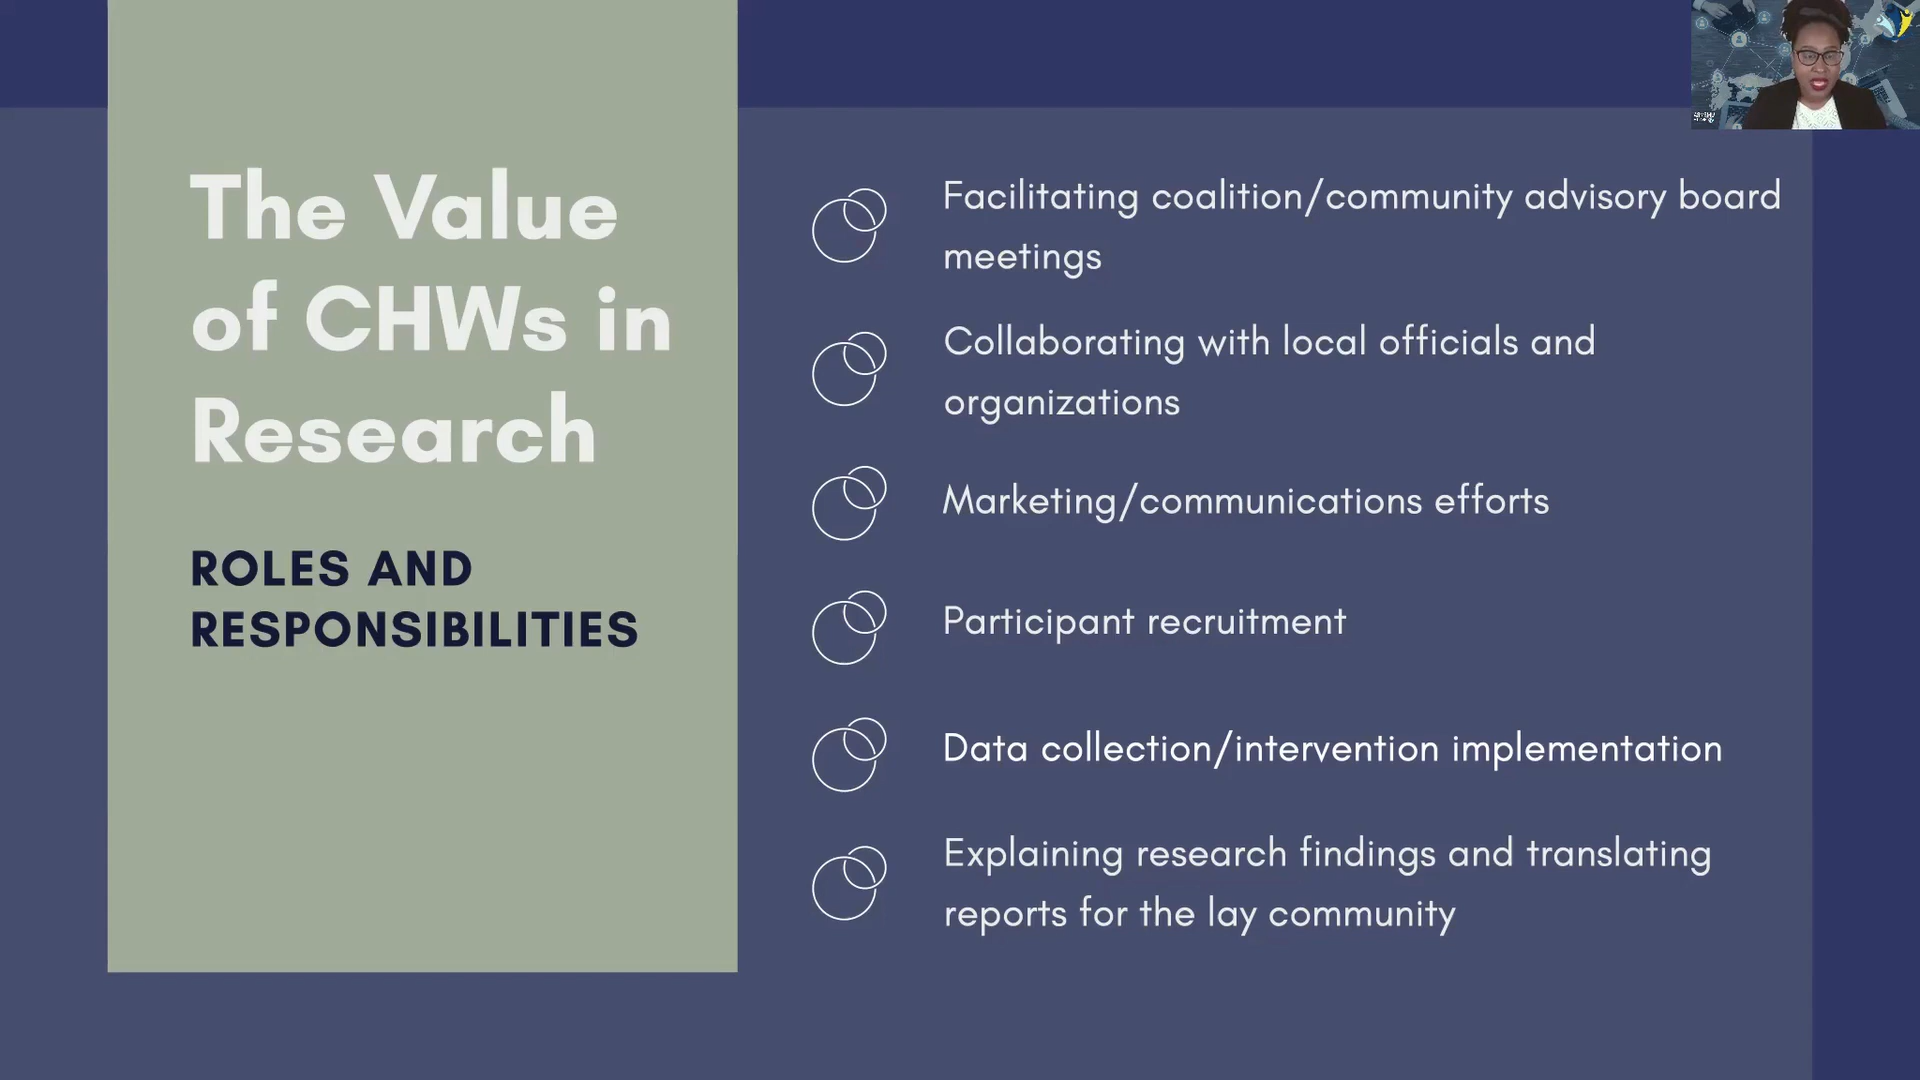 The Value
of CHWs in
Research
ROLES AND
RESPONSIBILITIES
Facilitating coalition/community advisory board
meetings
Collaborating with local officials and
organizations
Marketing/communications efforts
Participant recruitment
Data collection/intervention implementation
Explaining research findings and translating
reports for the lay community